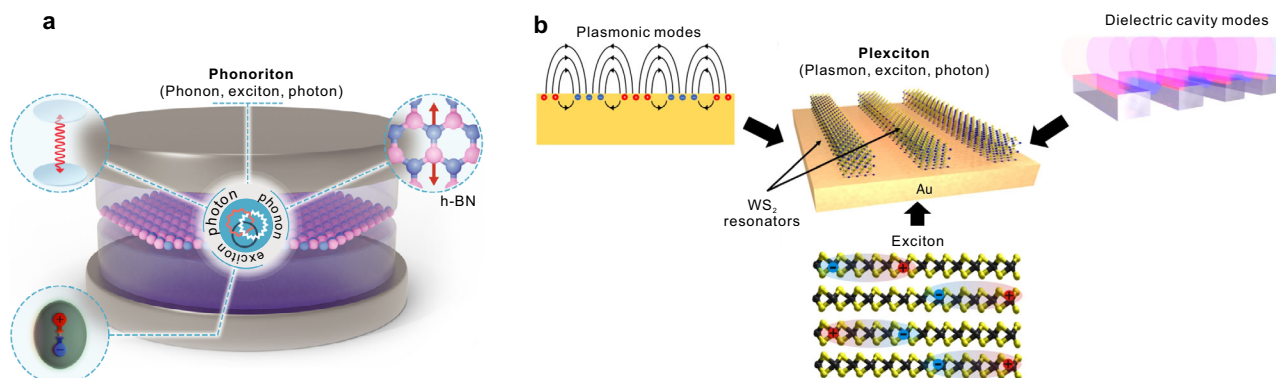 a
Phonoriton
(Phonon, exciton, photon)
h-BN
photon
phonon
exciton
+
−
b
Plasmonic modes
Plexciton
(Plasmon, exciton, photon)
Dielectric cavity modes
WS₂
resonators
Au
Exciton
− +
− +
+ −
− +